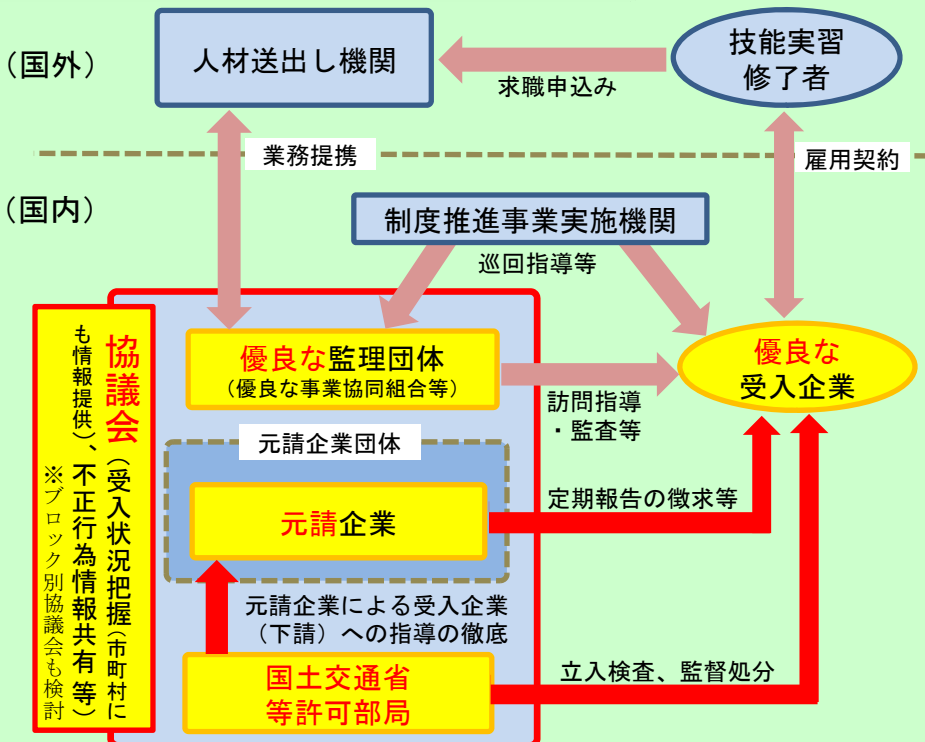 （国外）
人材送出し機関
技能実習
修了者
求職申込み
業務提携
雇用契約
（国内）
制度推進事業実施機関
巡回指導等
協議会（受入状況把握（市町村に
も情報提供）、不正行為情報共有等）
※ブロック別協議会も検討
優良な監理団体
（優良な事業協同組合等）
優良な
受入企業
訪問指導
・監査等
元請企業団体
元請企業
定期報告の徴求等
元請企業による受入企業
（下請）への指導の徹底
国土交通省
等許可部局
立入検査、監督処分